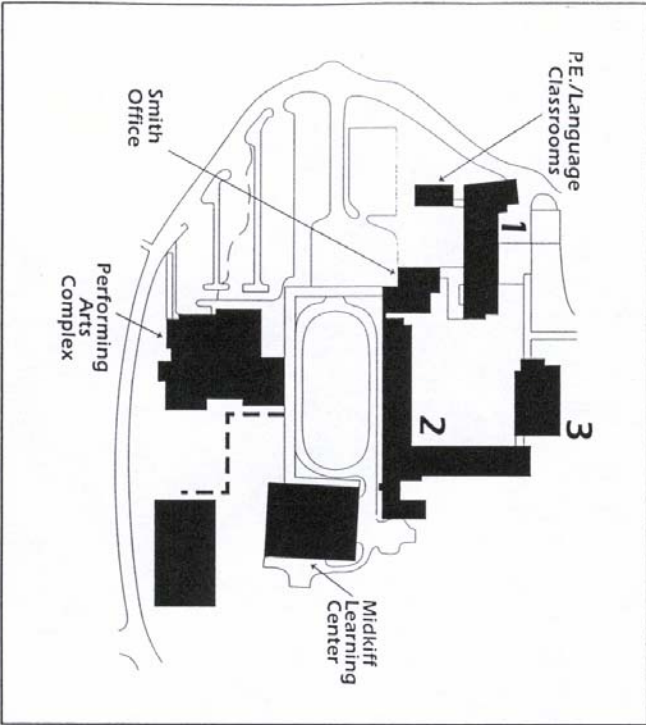 P.E./Language
Classrooms
Smith
Office
1
2
3
Performing
Arts
Complex
Midkiff
Learning
Center